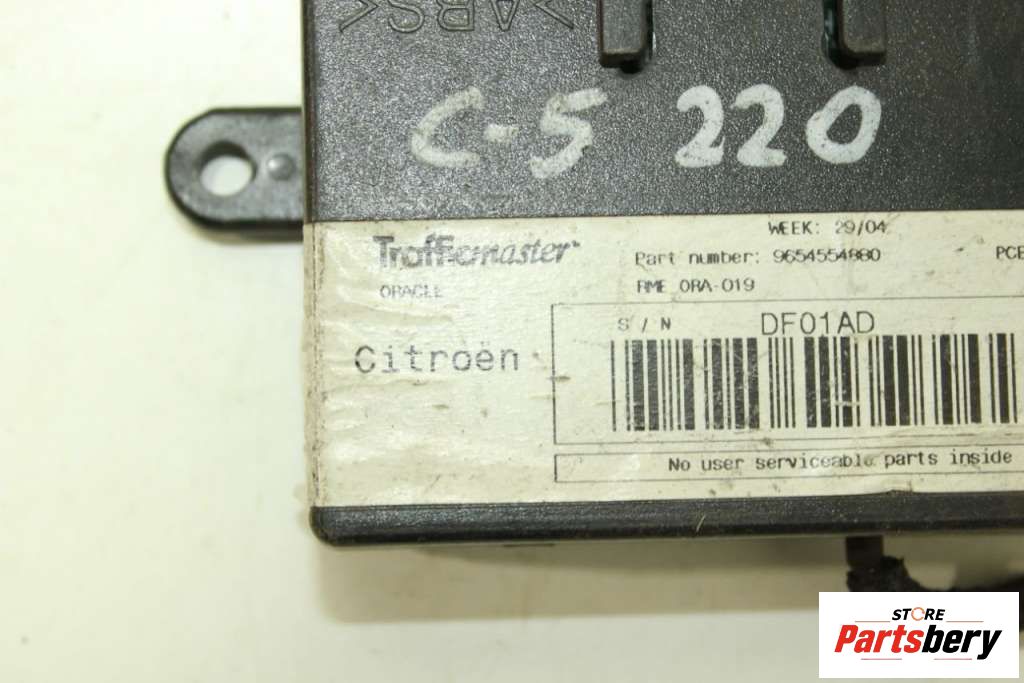 >ABS<
C-5 220
WEEK: 29/04
Trafficmaster
Part number: 9654554880
PCB
ORACLE
RME ORA-019
S / N DF01AD
Citroën
No user serviceable parts inside
STORE
Partsbery